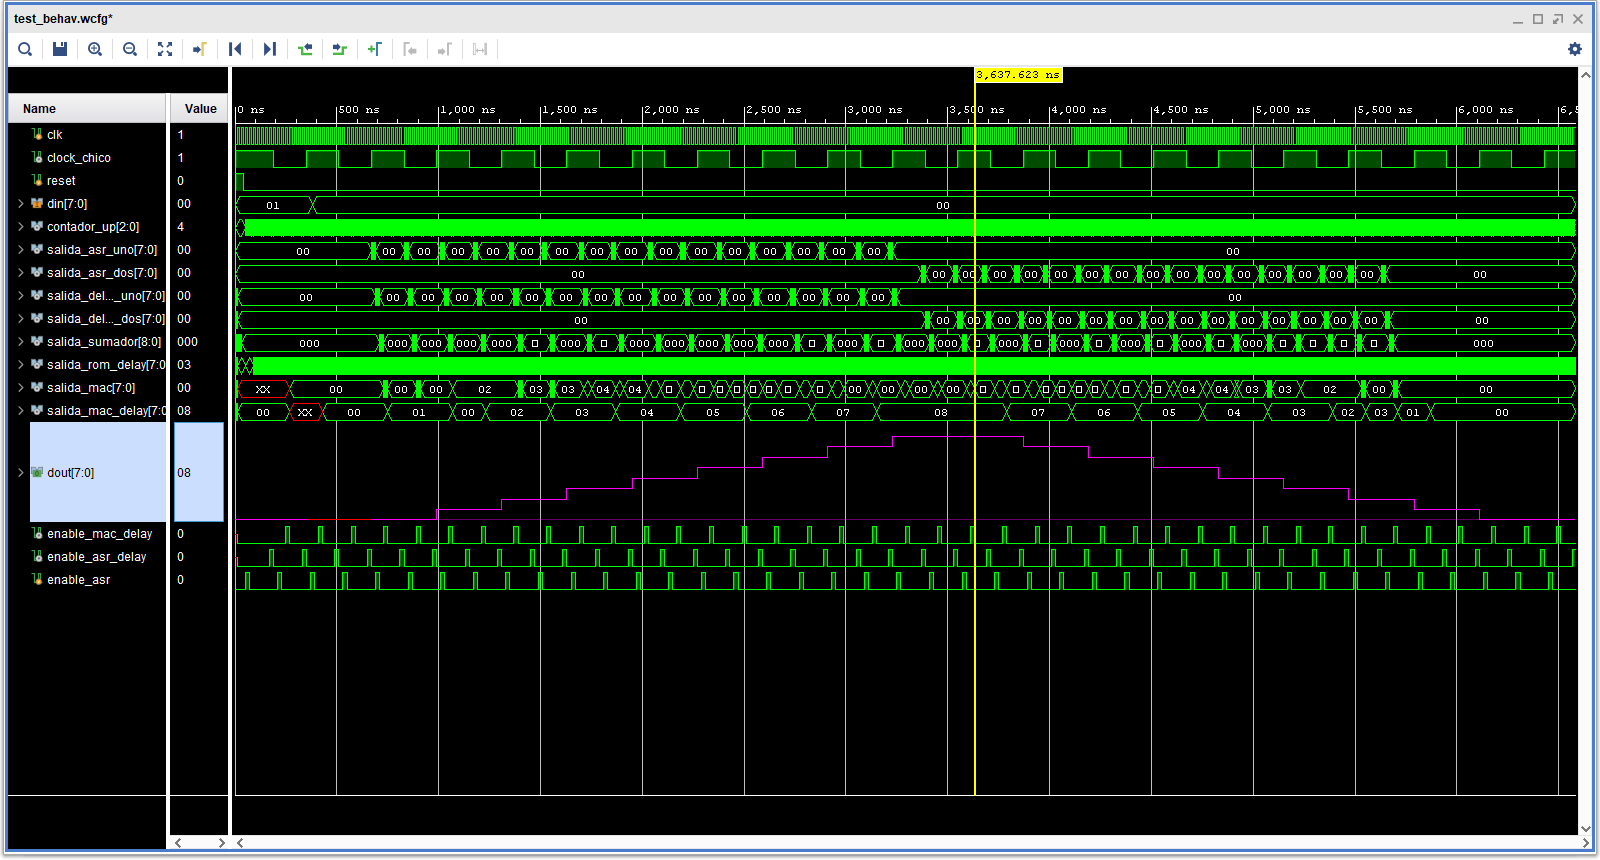 test_behav.wcfg*
3,637.623 ns
Name Value
0 ns 500 ns 1,000 ns 1,500 ns 2,000 ns 2,500 ns 3,000 ns 3,500 ns 4,000 ns 4,500 ns 5,000 ns 5,500 ns 6,000 ns 6,5
clk 1
clock_chico 1
reset 0
din[7:0] 00 01 00
contador_up[2:0] 4
salida_asr_uno[7:0] 00 00 00 00 00 00 00 00 00 00 00 00 00 00 00 00 00 00
salida_asr_dos[7:0] 00 00 00 00 00 00 00 00 00 00 00 00 00 00 00 00 00 00
salida_del..._uno[7:0] 00 00 00 00 00 00 00 00 00 00 00 00 00 00 00 00 00 00
salida_del..._dos[7:0] 00 00 00 00 00 00 00 00 00 00 00 00 00 00 00 00 00 00
salida_sumador[8:0] 000 000 000 000 000 000 000 000 000 000 000 000 000 000 000 000 000 000 000 000
salida_rom_delay[7:0 03
salida_mac[7:0] 00 XX 00 00 00 02 03 03 04 04 00 00 00 00 04 04 03 03 02 00 00
salida_mac_delay[7:0 08 00 XX 00 01 00 02 03 04 05 06 07 08 07 06 05 04 03 02 03 01 00
dout[7:0] 08
enable_mac_delay 0
enable_asr_delay 0
enable_asr 0